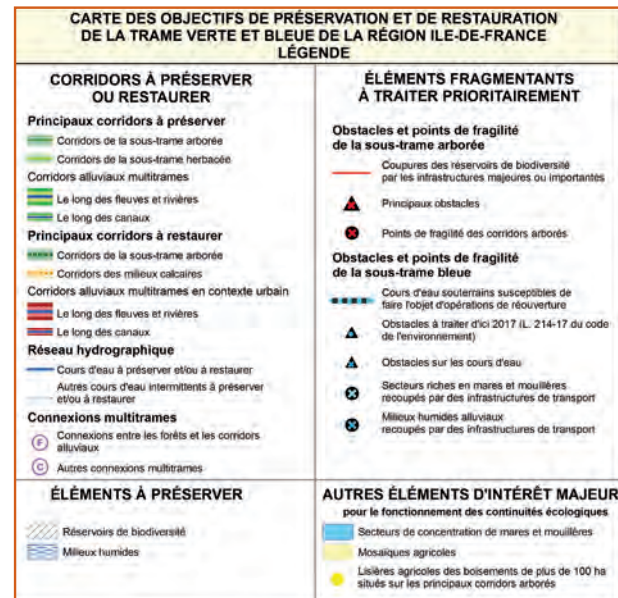 CARTE DES OBJECTIFS DE PRÉSERVATION ET DE RESTAURATION
DE LA TRAME VERTE ET BLEUE DE LA RÉGION ILE-DE-FRANCE
LÉGENDE
CORRIDORS À PRÉSERVER
OU RESTAURER
Principaux corridors à préserver
Corridors de la sous-trame arborée
Corridors de la sous-trame herbacée
Corridors alluviaux multitrames
Le long des fleuves et rivières
Le long des canaux
Principaux corridors à restaurer
Corridors de la sous-trame arborée
Corridors des milieux calcaires
Corridors alluviaux multitrames en contexte urbain
Le long des fleuves et rivières
Le long des canaux
Réseau hydrographique
Cours d'eau à préserver et/ou à restaurer
Autres cours d'eau intermittents à préserver
et/ou à restaurer
Connexions multitrames
F
Connexions entre les forêts et les corridors
alluviaux
C
Autres connexions multitrames
ÉLÉMENTS FRAGMENTANTS
À TRAITER PRIORITAIREMENT
Obstacles et points de fragilité
de la sous-trame arborée
Coupures des réservoirs de biodiversité
par les infrastructures majeures ou importantes
Principaux obstacles
Points de fragilité des corridors arborés
Obstacles et points de fragilité
de la sous-trame bleue
Cours d'eau souterrains susceptibles de
faire l'objet d'opérations de réouverture
Obstacles à traiter d'ici 2017 (L. 214-17 du code
de l'environnement)
Obstacles sur les cours d'eau
Secteurs riches en mares et mouillères
recoupés par des infrastructures de transport
Milieux humides alluviaux
recoupés par des infrastructures de transport
ÉLÉMENTS À PRÉSERVER
Réservoirs de biodiversité
Milieux humides
AUTRES ÉLÉMENTS D'INTÉRÊT MAJEUR
pour le fonctionnement des continuités écologiques
Secteurs de concentration de mares et mouillères
Mosaïques agricoles
Lisières agricoles des boisements de plus de 100 ha
situés sur les principaux corridors arborés